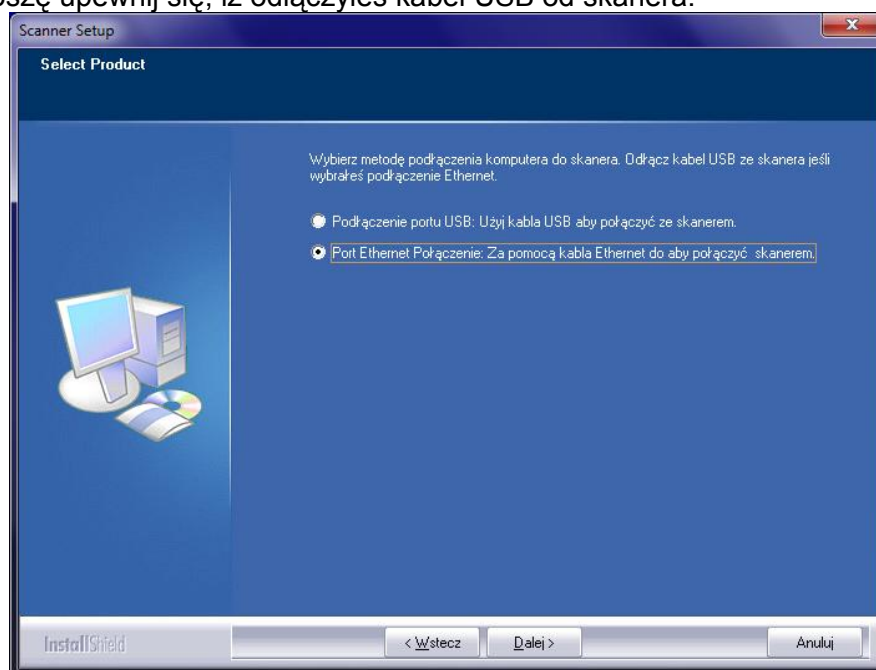 upewnij się, iż odłączyłeś kabel USB od skanera.
Scanner Setup
Select Product
Wybierz metodę podłączenia komputera do skanera. Odłącz kabel USB ze skanera jeśli
wybrałeś podłączenie Ethernet.
Podłączenie portu USB: Użyj kabla USB aby połączyć ze skanerem.
Port Ethernet Połączenie: Za pomocą kabla Ethernet do aby połączyć skanerem.
InstallShield
< Wstecz
Dalej >
Anuluj